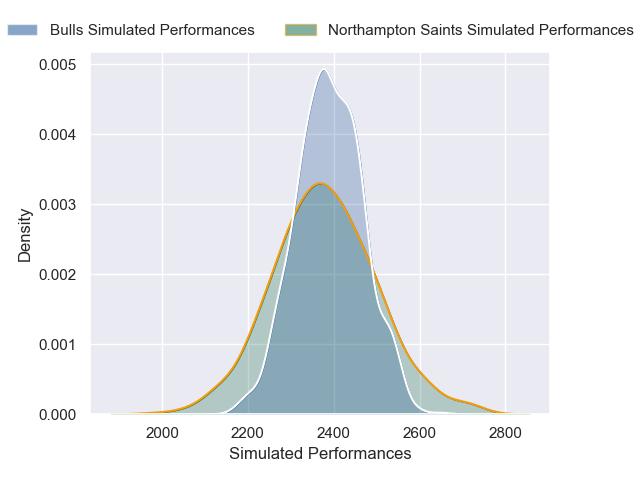 Bulls Simulated Performances Northampton Saints Simulated Performances
0.005
0.004
0.003
0.002
0.001
0.000
Density
2000 2200 2400 2600 2800
Simulated Performances